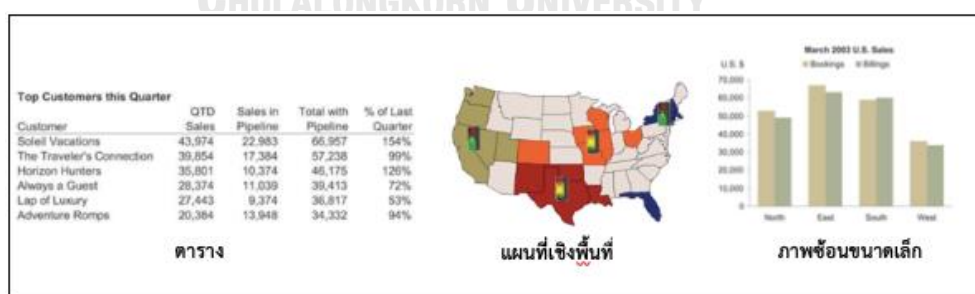 CHULALONGKORN UNIVERSITY
Top Customers this Quarter
QTD Sales in Total with % of Last
Customer Sales Pipeline Pipeline Quarter
Soleil Vacations 43,974 22,983 66,957 154%
The Traveler's Connection 39,854 17,384 57,238 99%
Horizon Hunters 35,801 10,374 46,175 126%
Always a Guest 28,374 11,039 39,413 72%
Lap of Luxury 27,443 9,374 36,817 53%
Adventure Romps 20,384 13,948 34,332 94%
ตาราง
แผนที่เชิงพื้นที่
March 2003 U.S. Sales
U.S. $ Bookings Billings
70,000
60,000
50,000
40,000
30,000
20,000
10,000
0
North East South West
ภาพซ้อนขนาดเล็ก